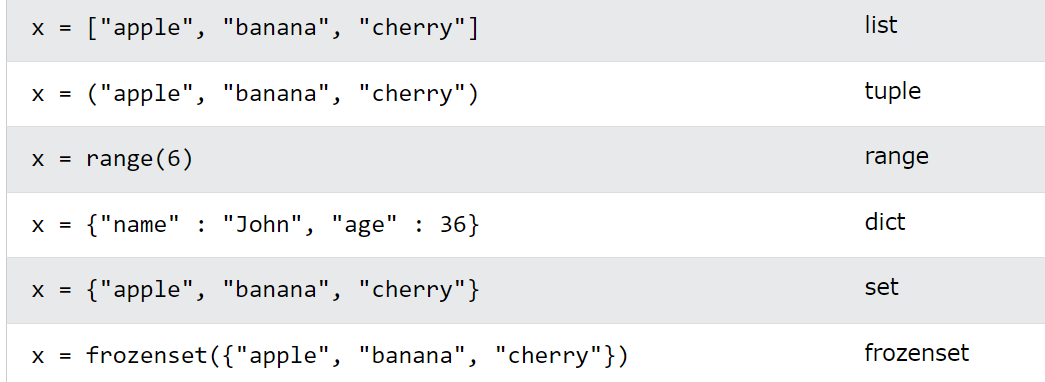 x = ["apple", "banana", "cherry"] list
x = ("apple", "banana", "cherry") tuple
x = range(6) range
x = {"name" : "John", "age" : 36} dict
x = {"apple", "banana", "cherry"} set
x = frozenset({"apple", "banana", "cherry"}) frozenset